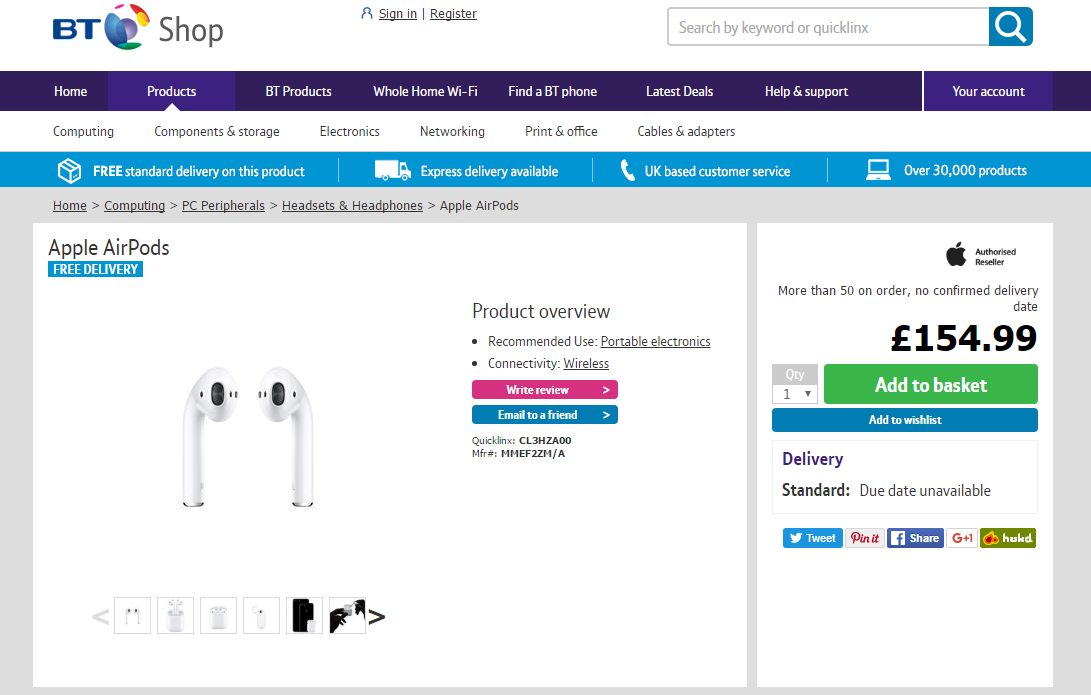 BT Shop
Sign in | Register
Search by keyword or quicklinx
Home Products BT Products Whole Home Wi-Fi Find a BT phone Latest Deals Help & support Your account
Computing Components & storage Electronics Networking Print & office Cables & adapters
FREE standard delivery on this product Express delivery available UK based customer service Over 30,000 products
Home > Computing > PC Peripherals > Headsets & Headphones > Apple AirPods
Apple AirPods
FREE DELIVERY
Product overview
Recommended Use: Portable electronics
Connectivity: Wireless
Write review >
Email to a friend >
Quicklinx: CL3HZA00
Mfr#: MMEF2ZM/A
< >
Authorised
Reseller
More than 50 on order, no confirmed delivery
date
£154.99
Qty
1
Add to basket
Add to wishlist
Delivery
Standard: Due date unavailable
Tweet Pin it Share G+1 hukd